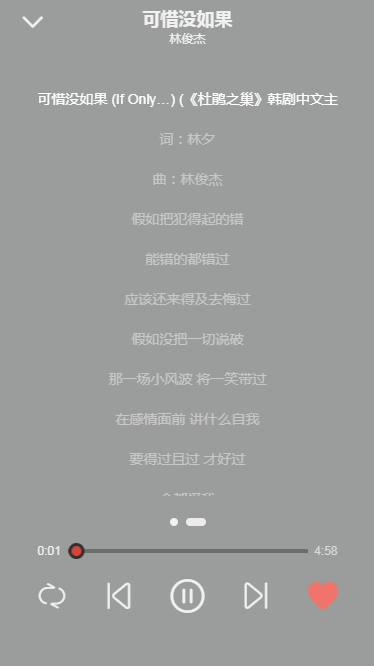 可惜没如果
林俊杰
可惜没如果 (If Only…) (《杜鹃之巢》韩剧中文主
词：林夕
曲：林俊杰
假如把犯得起的错
能错的都错过
应该还来得及去悔过
假如没把一切说破
那一场小风波 将一笑带过
在感情面前 讲什么自我
要得过且过 才好过
0:01
4:58